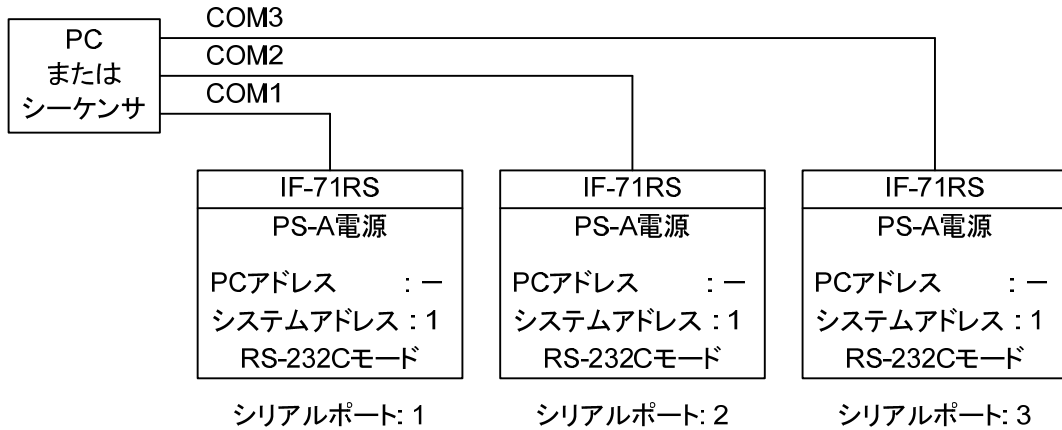 COM3
COM2
COM1
PC
または
シーケンサ
IF-71RS
PS-A電源
PCアドレス : ー
システムアドレス : 1
RS-232Cモード
シリアルポート: 1
IF-71RS
PS-A電源
PCアドレス : ー
システムアドレス : 1
RS-232Cモード
シリアルポート: 2
IF-71RS
PS-A電源
PCアドレス : ー
システムアドレス : 1
RS-232Cモード
シリアルポート: 3